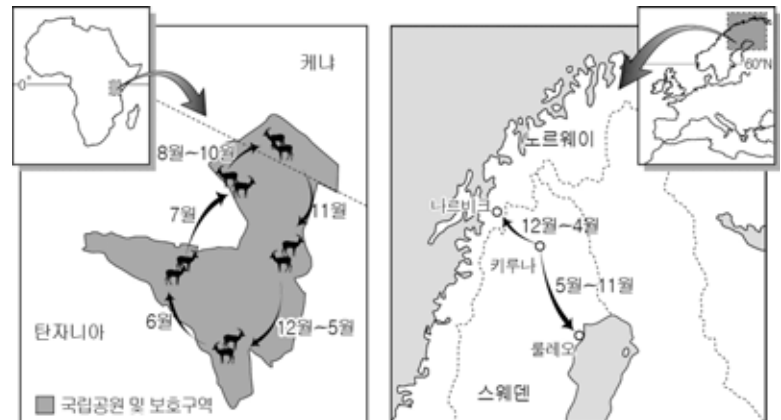 0°
케냐
8월~10월
7월
11월
6월
12월~5월
탄자니아
국립공원 및 보호구역
60°N
노르웨이
나르비크
12월~4월
키루나
5월~11월
룰레오
스웨덴